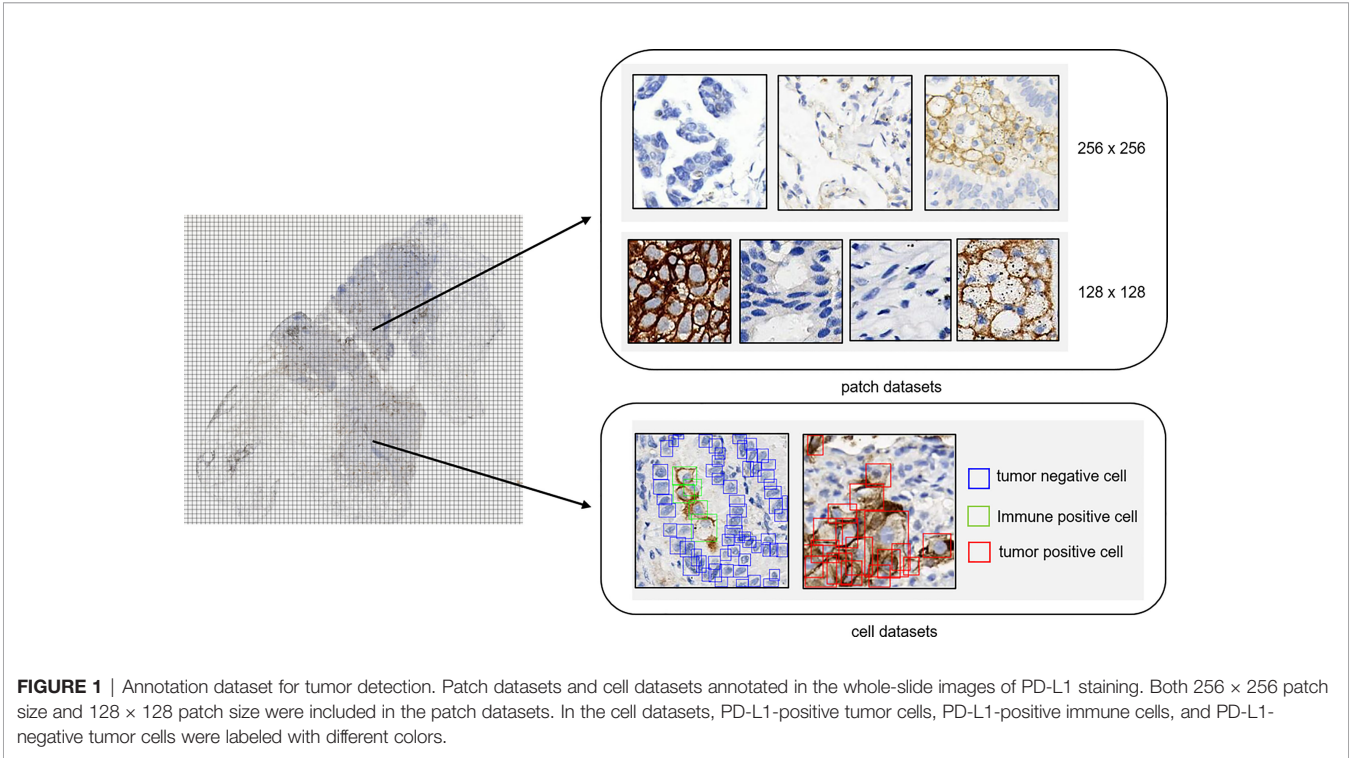 256 x 256
128 x 128
patch datasets
tumor negative cell
Immune positive cell
tumor positive cell
cell datasets
FIGURE 1 | Annotation dataset for tumor detection. Patch datasets and cell datasets annotated in the whole-slide images of PD-L1 staining. Both 256 × 256 patch
size and 128 × 128 patch size were included in the patch datasets. In the cell datasets, PD-L1-positive tumor cells, PD-L1-positive immune cells, and PD-L1-
negative tumor cells were labeled with different colors.